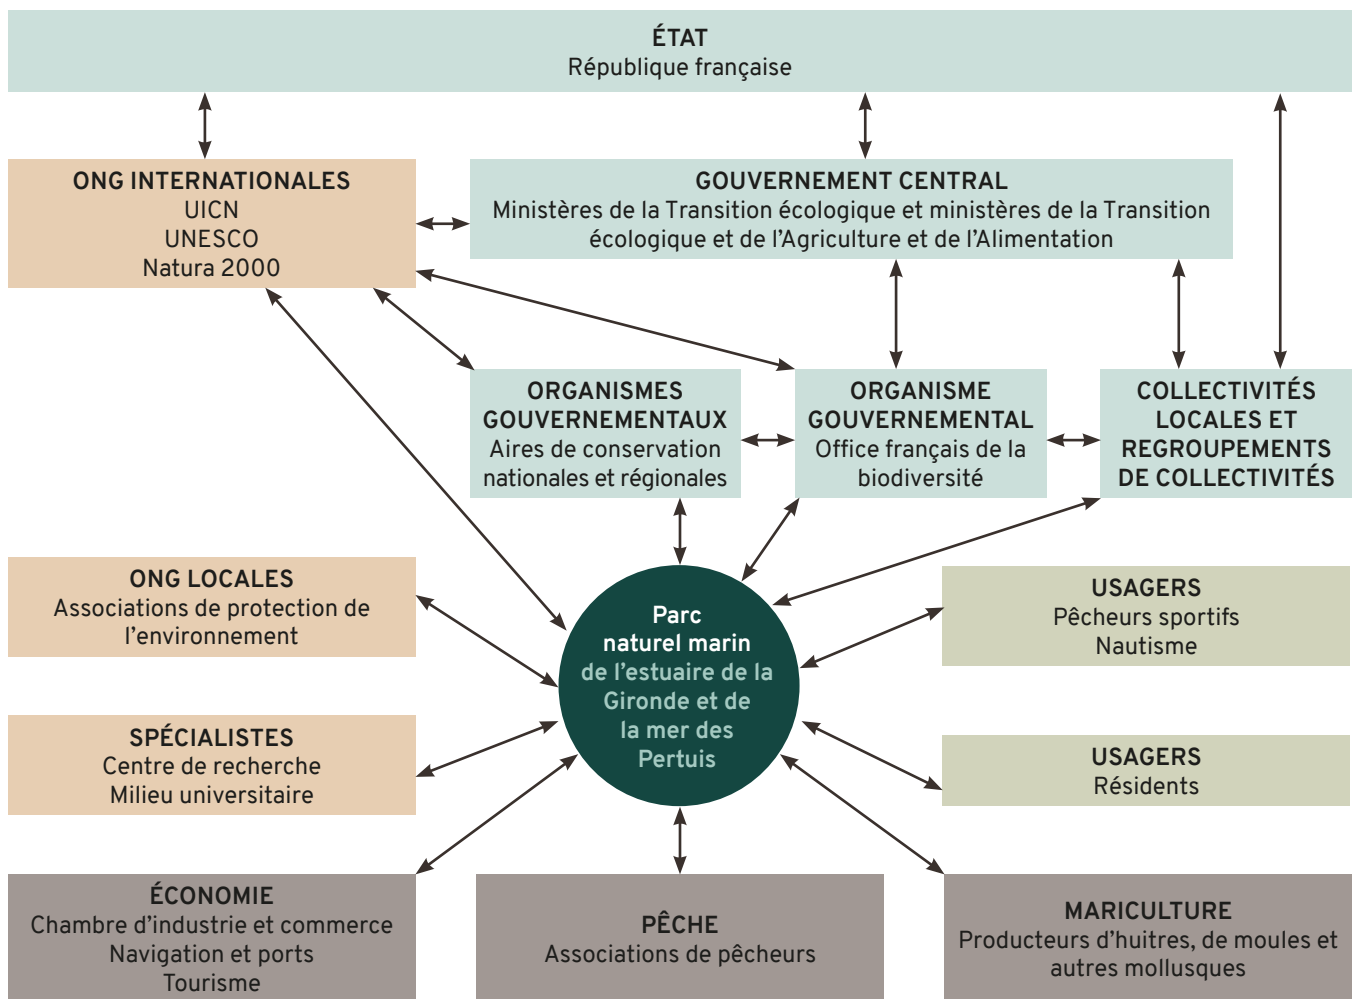 ÉTAT
République française
ONG INTERNATIONALES
UICN
UNESCO
Natura 2000
GOUVERNEMENT CENTRAL
Ministères de la Transition écologique et ministères de la Transition
écologique et de l'Agriculture et de l'Alimentation
ORGANISMES
GOUVERNEMENTAUX
Aires de conservation
nationales et régionales
ORGANISME
GOUVERNEMENTAL
Office français de la
biodiversité
COLLECTIVITÉS
LOCALES ET
REGROUPEMENTS
DE COLLECTIVITÉS
ONG LOCALES
Associations de protection de
l'environnement
Parc
naturel marin
de l'estuaire de la
Gironde et de
la mer des
Pertuis
USAGERS
Pêcheurs sportifs
Nautisme
SPÉCIALISTES
Centre de recherche
Milieu universitaire
USAGERS
Résidents
ÉCONOMIE
Chambre d'industrie et commerce
Navigation et ports
Tourisme
PÊCHE
Associations de pêcheurs
MARICULTURE
Producteurs d'huitres, de moules et
autres mollusques